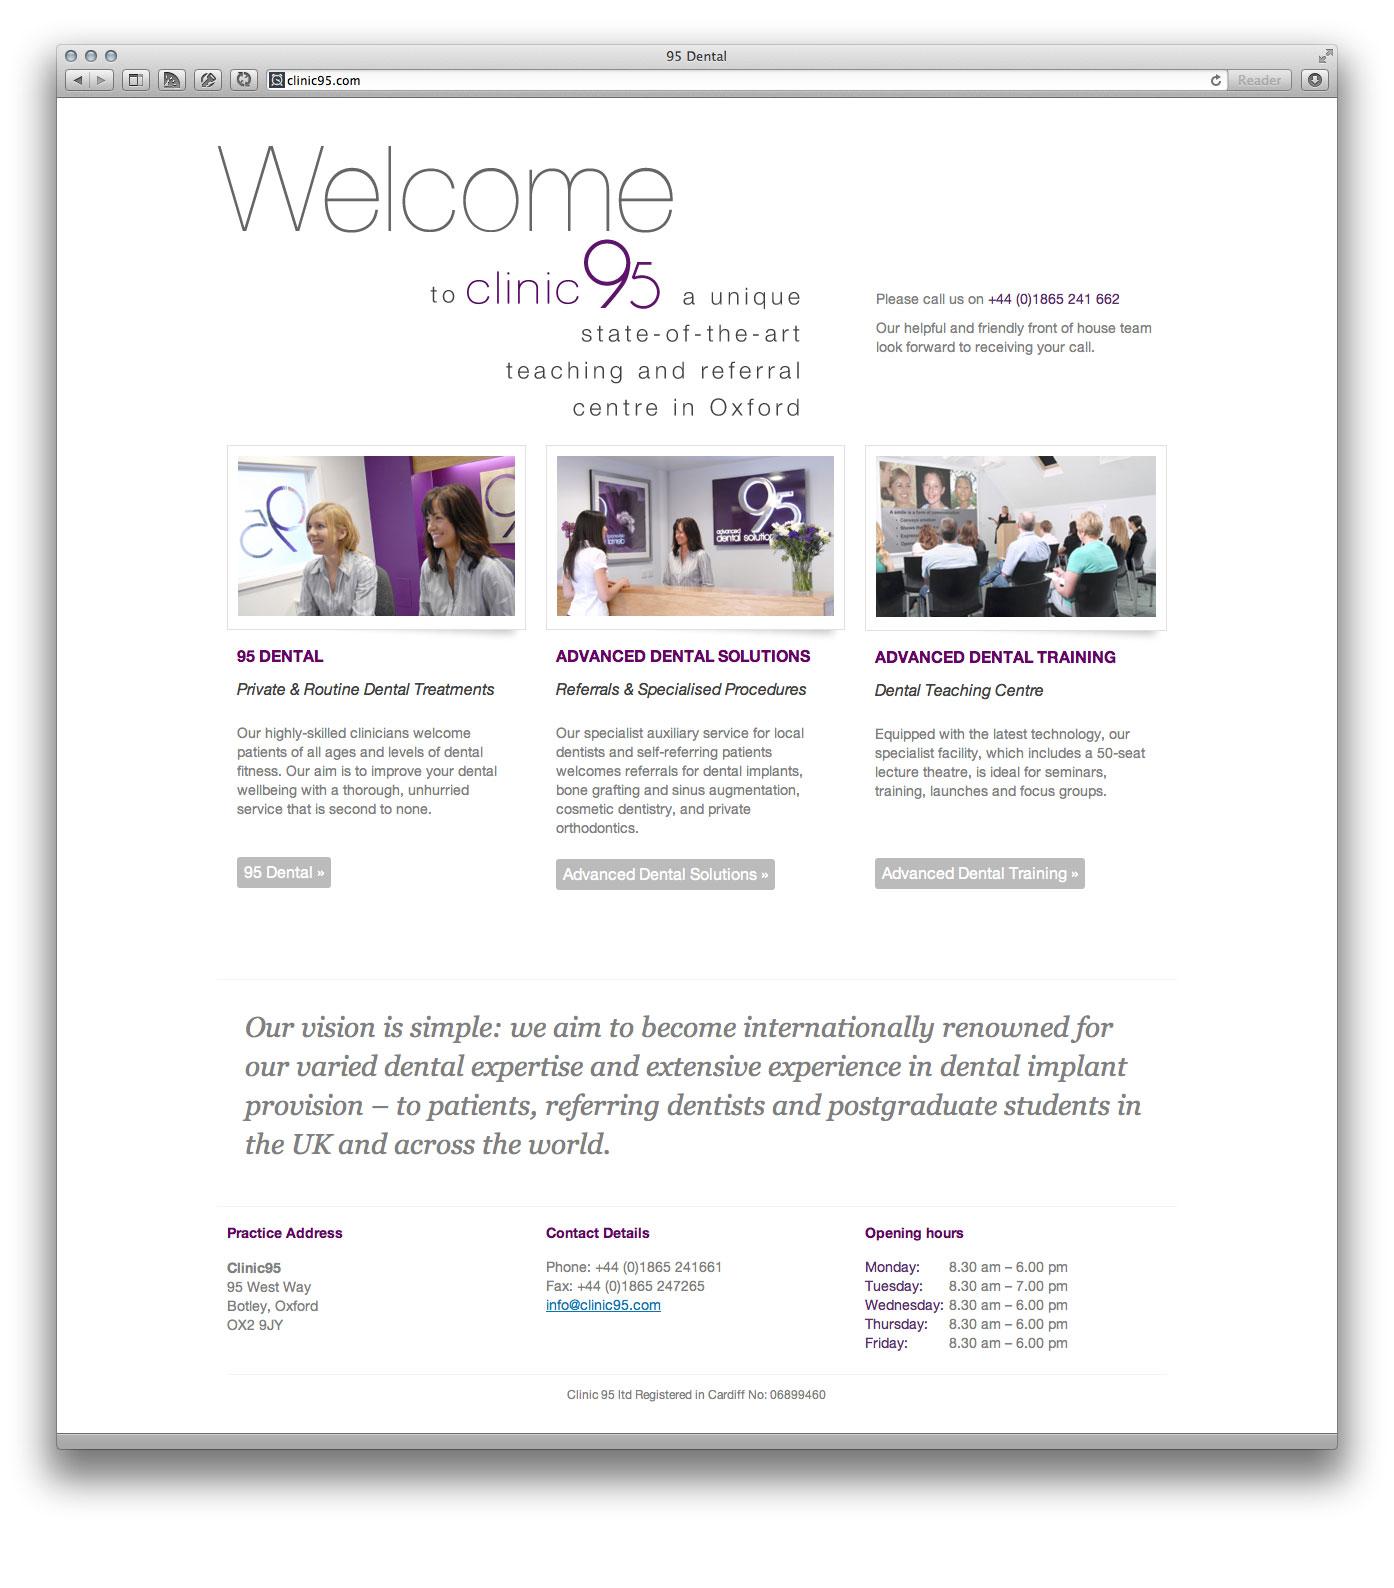 95 Dental
clinic95.com
Reader
Welcome
to clinic 95 a unique
state-of-the-art
teaching and referral
centre in Oxford
Please call us on +44 (0)1865 241 662
Our helpful and friendly front of house team
look forward to receiving your call.
95
95
advanced
dental solutions
A smile is a form of communication
Conveys emotion
95 DENTAL
Private & Routine Dental Treatments
Our highly-skilled clinicians welcome
patients of all ages and levels of dental
fitness. Our aim is to improve your dental
wellbeing with a thorough, unhurried
service that is second to none.
95 Dental »
ADVANCED DENTAL SOLUTIONS
Referrals & Specialised Procedures
Our specialist auxiliary service for local
dentists and self-referring patients
welcomes referrals for dental implants,
bone grafting and sinus augmentation,
cosmetic dentistry, and private
orthodontics.
Advanced Dental Solutions »
ADVANCED DENTAL TRAINING
Dental Teaching Centre
Equipped with the latest technology, our
specialist facility, which includes a 50-seat
lecture theatre, is ideal for seminars,
training, launches and focus groups.
Advanced Dental Training »
Our vision is simple: we aim to become internationally renowned for
our varied dental expertise and extensive experience in dental implant
provision – to patients, referring dentists and postgraduate students in
the UK and across the world.
Practice Address
Clinic95
95 West Way
Botley, Oxford
OX2 9JY
Contact Details
Phone: +44 (0)1865 241661
Fax: +44 (0)1865 247265
info@clinic95.com
Opening hours
Monday: 8.30 am – 6.00 pm
Tuesday: 8.30 am – 7.00 pm
Wednesday: 8.30 am – 6.00 pm
Thursday: 8.30 am – 6.00 pm
Friday: 8.30 am – 6.00 pm
Clinic 95 ltd Registered in Cardiff No: 06899460